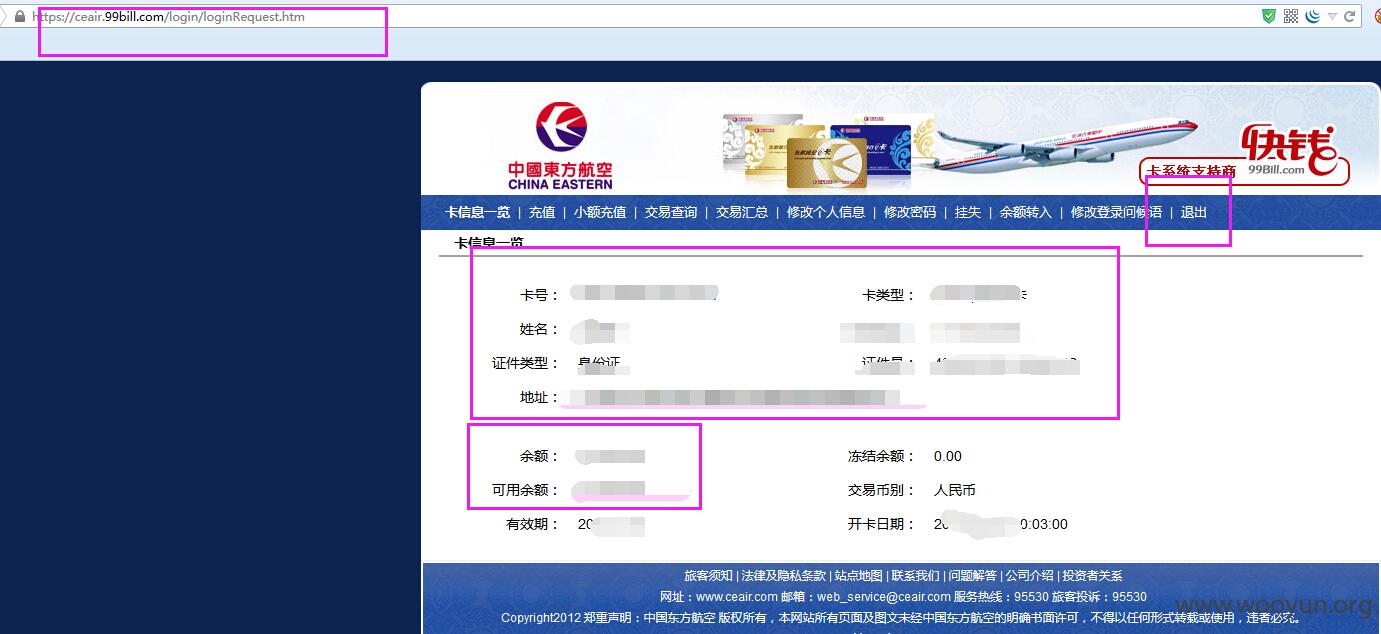 https://ceair.99bill.com/login/loginRequest.htm
中國東方航空
CHINA EASTERN
快钱
99Bill.com
卡系统支持商
卡信息一览 | 充值 | 小额充值 | 交易查询 | 交易汇总 | 修改个人信息 | 修改密码 | 挂失 | 余额转入 | 修改登录问候语 | 退出
卡信息一览
卡号： 卡类型：
姓名：
证件类型： 身份证 证件号：
地址：
余额： 冻结余额： 0.00
可用余额： 交易币别： 人民币
有效期： 20 开卡日期： 20 0:03:00
旅客须知 | 法律及隐私条款 | 站点地图 | 联系我们 | 问题解答 | 公司介绍 | 投资者关系
网址：www.ceair.com 邮箱：web_service@ceair.com 服务热线：95530 旅客投诉：95530
Copyright2012 郑重声明：中国东方航空 版权所有，本网站所有页面及图文未经中国东方航空的明确书面许可，不得以任何形式转载或使用，违者必究。
www.wooyun.org